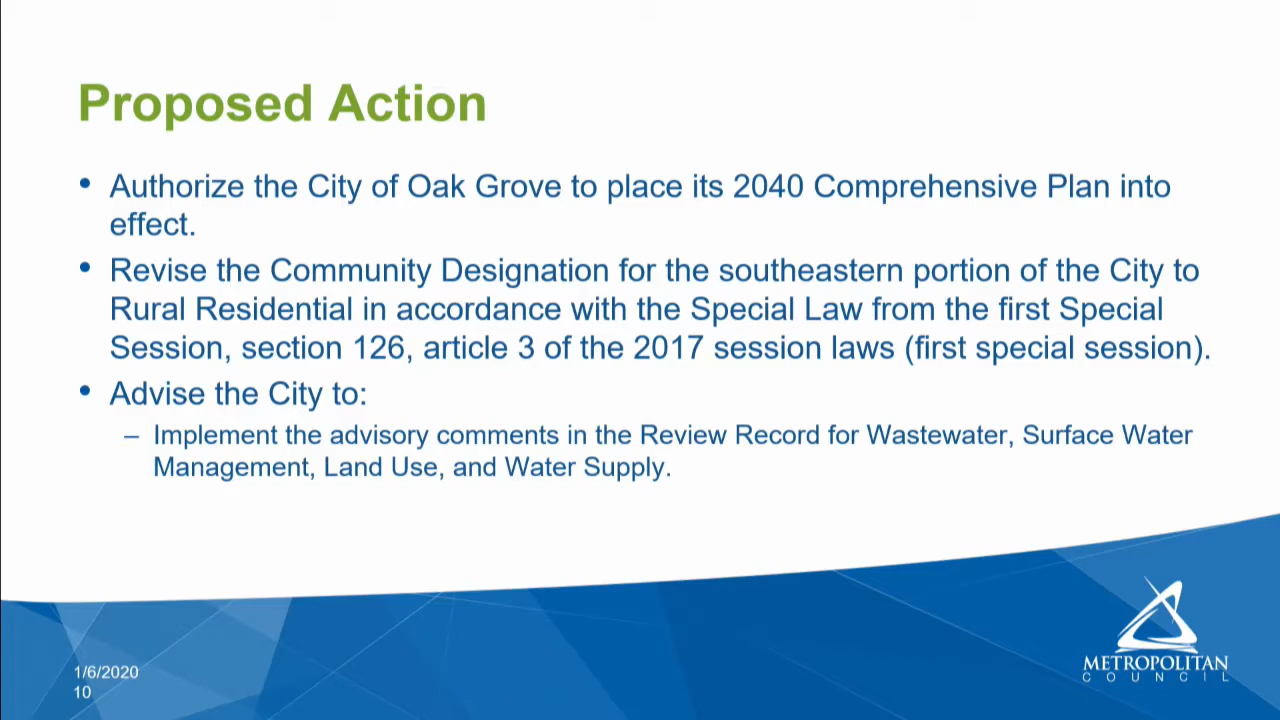 Proposed Action
• Authorize the City of Oak Grove to place its 2040 Comprehensive Plan into
effect.
• Revise the Community Designation for the southeastern portion of the City to
Rural Residential in accordance with the Special Law from the first Special
Session, section 126, article 3 of the 2017 session laws (first special session).
• Advise the City to:
– Implement the advisory comments in the Review Record for Wastewater, Surface Water
Management, Land Use, and Water Supply.
1/6/2020
10
METROPOLITAN
COUNCIL